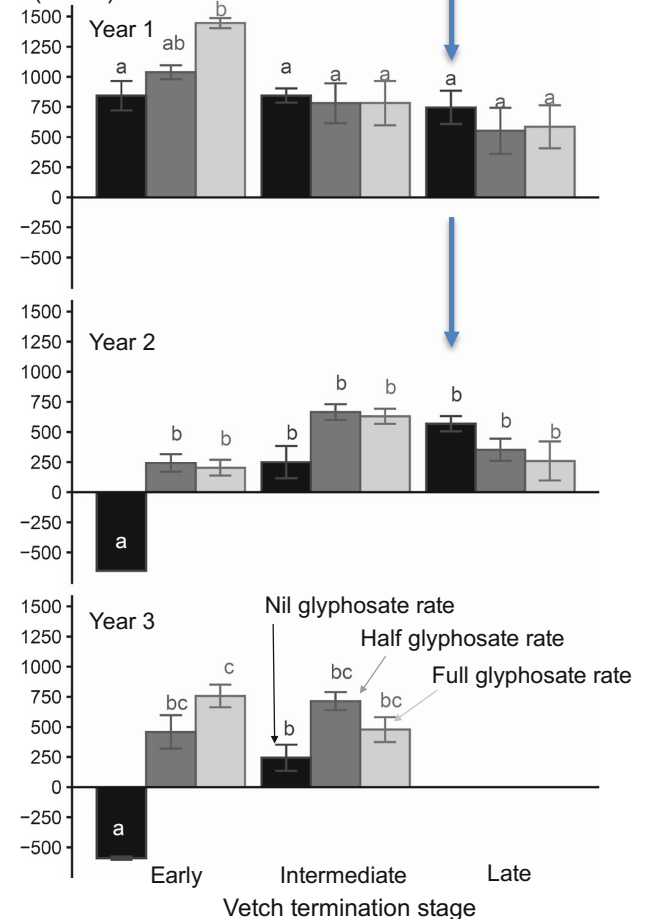 1500
Year 1
b
1250
ab
1000
a a a a a a a
750
500
250
0
−250
−500
1500
1250
Year 2
1000
750
b b b
500
b b b b b
250
0
−250
a
−500
1500
Nil glyphosate rate
1250
Year 3
Half glyphosate rate
1000
c bc
Full glyphosate rate
750
bc bc
500
b
250
0
−250
a
−500
Early Intermediate Late
Vetch termination stage